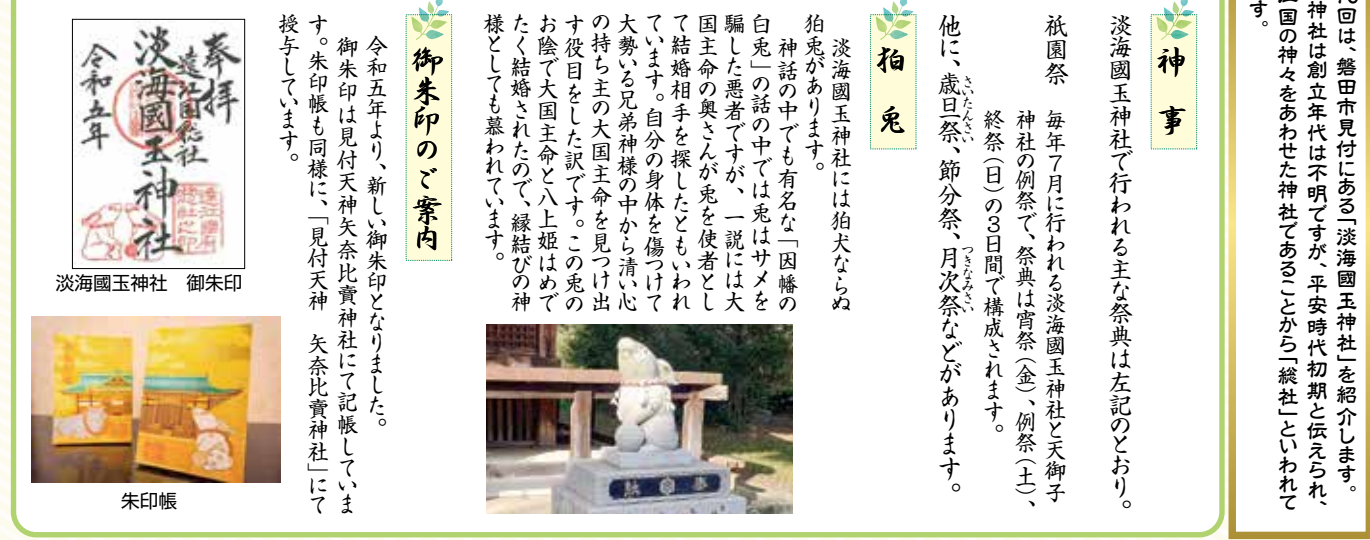 回は、磐田市見付にある「淡海國玉神社」を紹介します。
神社は創立年代は不明ですが、平安時代初期と伝えられ、
国の神々をあわせた神社であることから「総社」といわれて
す。
神事
淡海國玉神社で行われる主な祭典は左記のとおり。
祇園祭 毎年7月に行われる淡海國玉神社と天御子
神社の例祭で、祭典は宵祭(金)、例祭(土)、
終祭(日)の3日間で構成されます。
他に、歳旦祭、節分祭、月次祭などがあります。
さいたんさい
つきなみさい
狛兎
淡海國玉神社には狛犬ならぬ
狛兎があります。
神話の中でも有名な「因幡の
白兎」の話の中では兎はサメを
騙した悪者ですが、一説には大
国主命の奥さんが兎を使者とし
て結婚相手を探したともいわれ
ています。自分の身体を傷つけて
大勢いる兄弟神様の中から清い心
の持ち主の大国主命を見つけ出
す役目をした訳です。この兎の
お陰で大国主命と八上姫はめで
たく結婚されたので、縁結びの神
様としても慕われています。
御朱印のご案内
令和五年より、新しい御朱印となりました。
御朱印は見付天神矢奈比賣神社にて記帳していま
す。朱印帳も同様に、「見付天神 矢奈比賣神社」にて
授与しています。
奉拝
遠江国総社
淡海國玉神社
令和五年
淡海國玉神社 御朱印
朱印帳